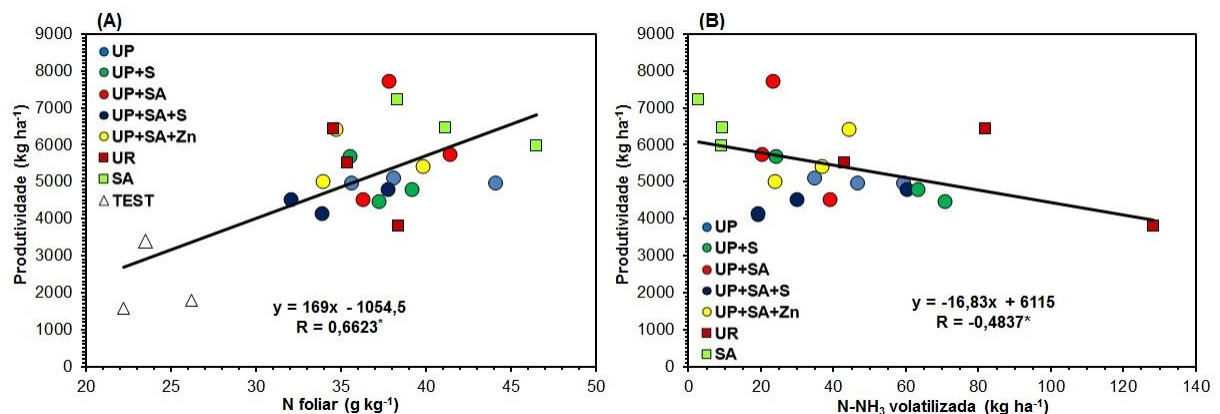 (A)
9000
8000
7000
6000
5000
4000
3000
2000
1000
0
Produtividade (kg ha⁻¹)
UP
UP+S
UP+SA
UP+SA+S
UP+SA+Zn
UR
SA
TEST
y = 169x - 1054,5
R = 0,6623*
20 25 30 35 40 45 50
N foliar (g kg⁻¹)
(B)
9000
8000
7000
6000
5000
4000
3000
2000
1000
0
Produtividade (kg ha⁻¹)
UP
UP+S
UP+SA
UP+SA+S
UP+SA+Zn
UR
SA
y = -16,83x + 6115
R = -0,4837*
0 20 40 60 80 100 120 140
N-NH₃ volatilizada (kg ha⁻¹)